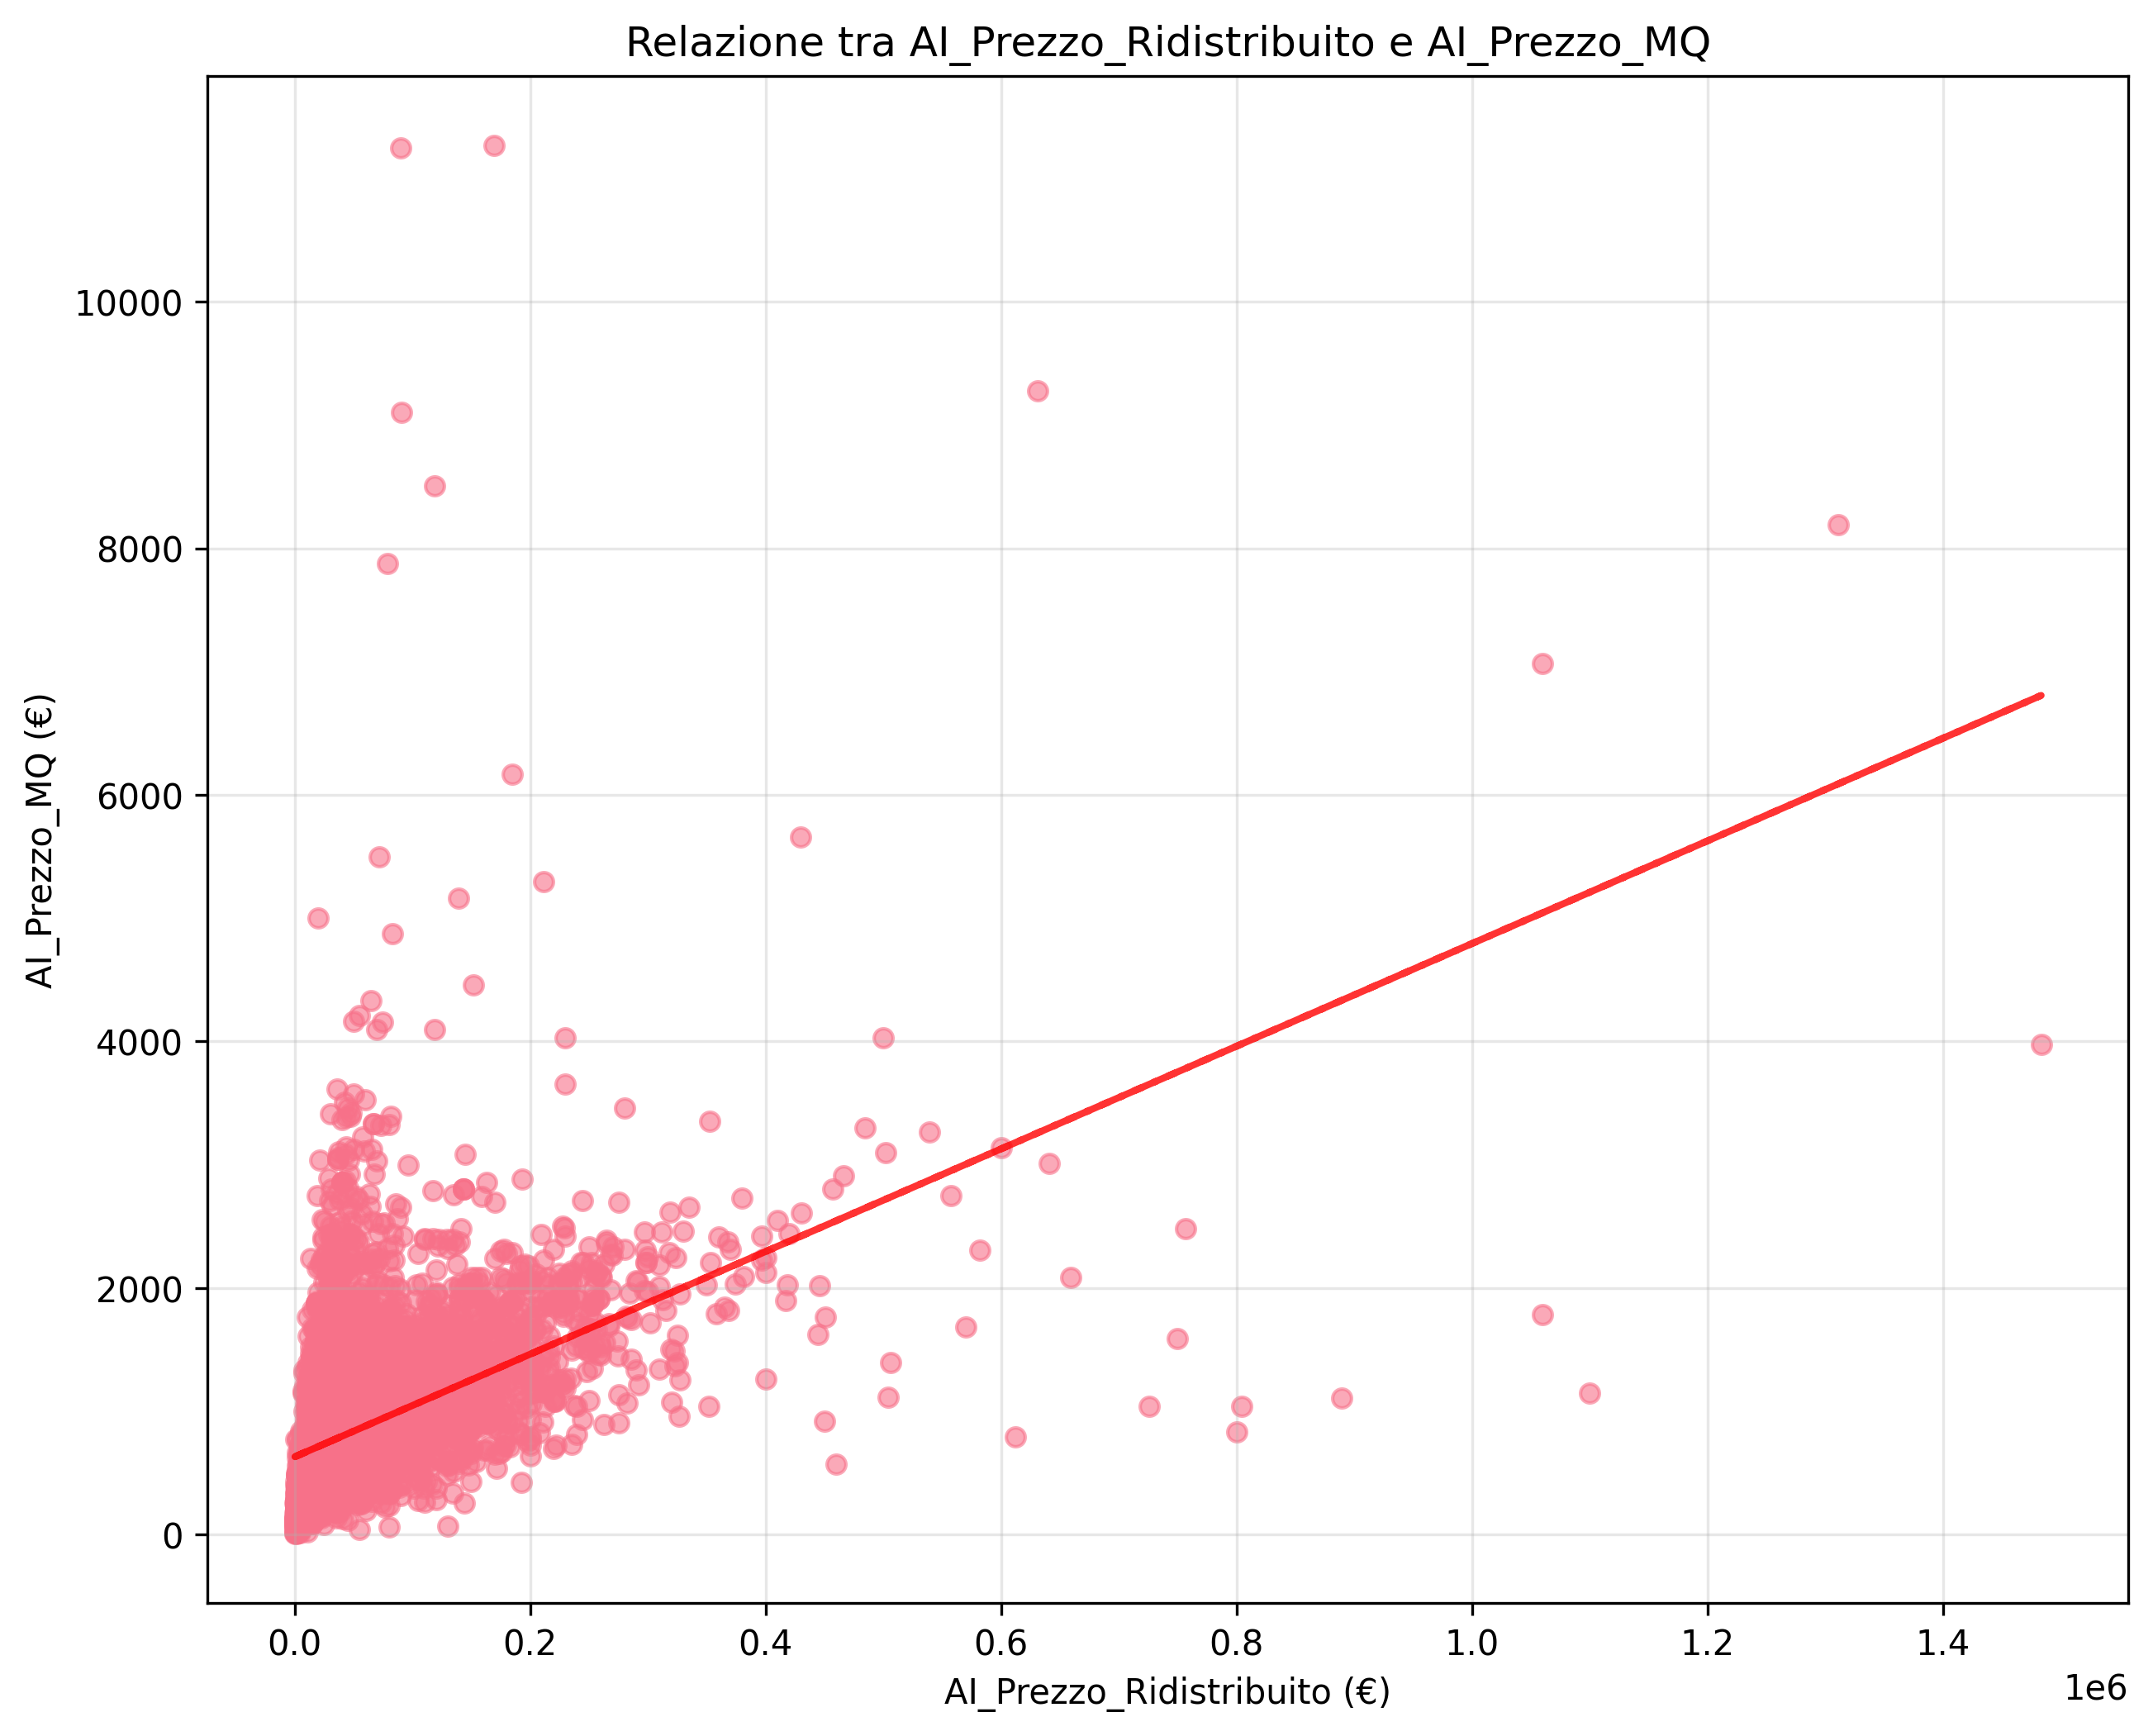 Relazione tra AI_Prezzo_Ridistribuito e AI_Prezzo_MQ
AI_Prezzo_MQ (€)
10000
8000
6000
4000
2000
0
0.0 0.2 0.4 0.6 0.8 1.0 1.2 1.4
1e6
AI_Prezzo_Ridistribuito (€)